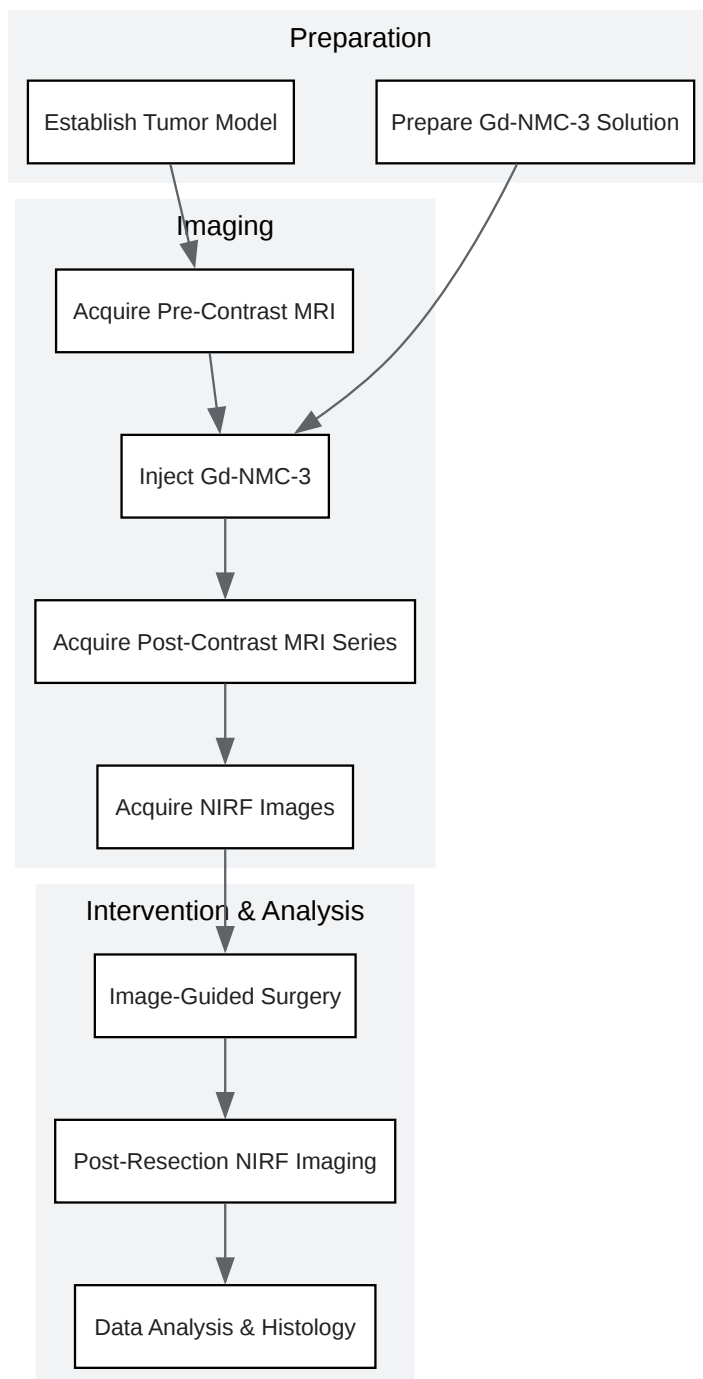 Preparation
Establish Tumor Model
Prepare Gd-NMC-3 Solution
Imaging
Acquire Pre-Contrast MRI
Inject Gd-NMC-3
Acquire Post-Contrast MRI Series
Acquire NIRF Images
Intervention & Analysis
Image-Guided Surgery
Post-Resection NIRF Imaging
Data Analysis & Histology